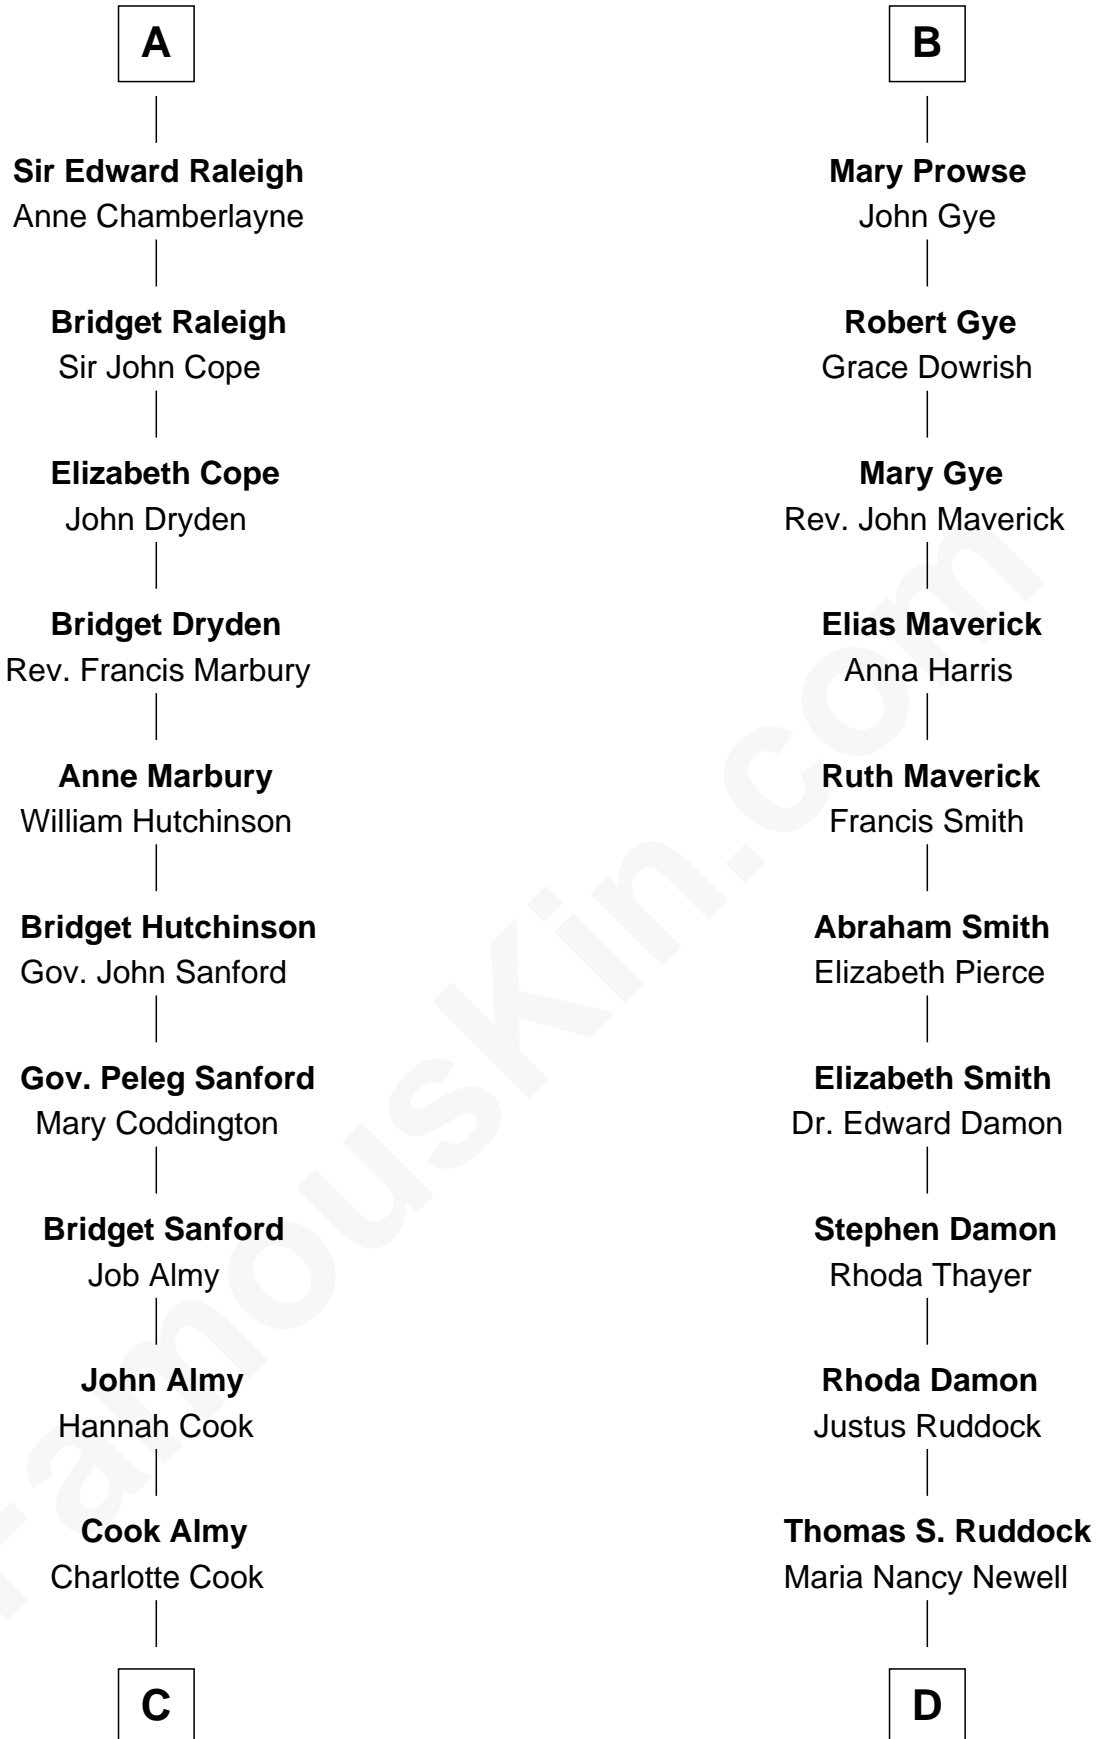 A
Sir Edward Raleigh
Anne Chamberlayne
Bridget Raleigh
Sir John Cope
Elizabeth Cope
John Dryden
Bridget Dryden
Rev. Francis Marbury
Anne Marbury
William Hutchinson
Bridget Hutchinson
Gov. John Sanford
Gov. Peleg Sanford
Mary Coddington
Bridget Sanford
Job Almy
John Almy
Hannah Cook
Cook Almy
Charlotte Cook
C
B
Mary Prowse
John Gye
Robert Gye
Grace Dowrish
Mary Gye
Rev. John Maverick
Elias Maverick
Anna Harris
Ruth Maverick
Francis Smith
Abraham Smith
Elizabeth Pierce
Elizabeth Smith
Dr. Edward Damon
Stephen Damon
Rhoda Thayer
Rhoda Damon
Justus Ruddock
Thomas S. Ruddock
Maria Nancy Newell
D
FamousKin.com